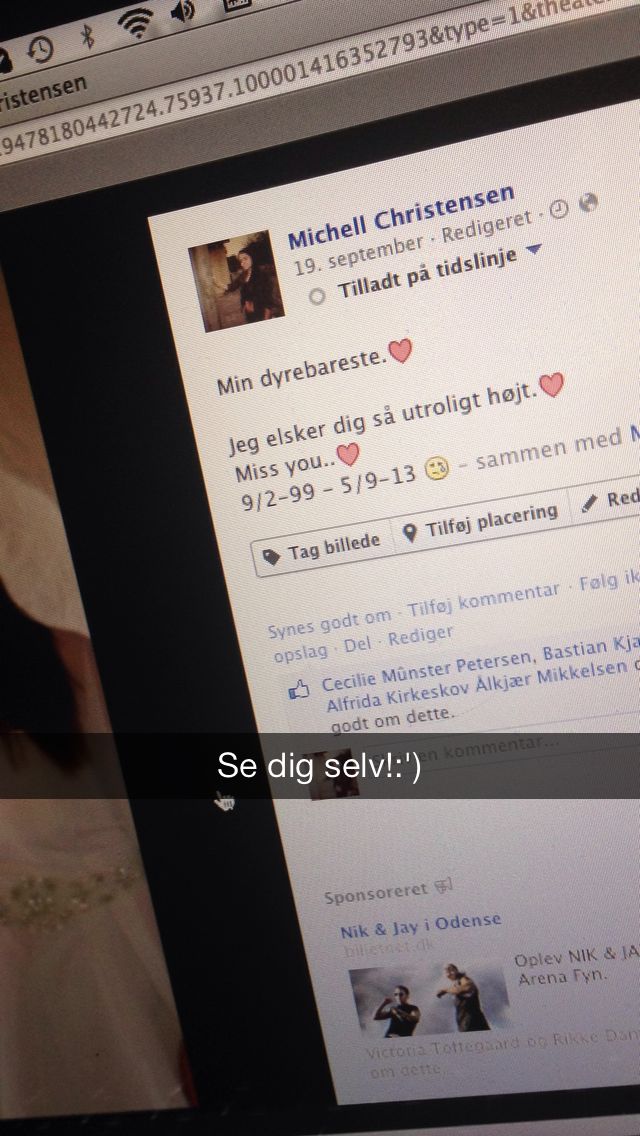 ristensen
9478180442724.75937.100001416352793&type=1&theater
Michell Christensen
19. september · Redigeret ·
Tilladt på tidslinje
Min dyrebareste.❤
Jeg elsker dig så utroligt højt.❤
Miss you..❤
9/2-99 - 5/9-13 😢 - sammen med M
Tag billede
Tilføj placering
Red
Synes godt om · Tilføj kommentar · Følg ik
opslag · Del · Rediger
Cecilie Münster Petersen, Bastian Kja
Alfrida Kirkeskov Ålkjær Mikkelsen o
godt om dette.
en kommentar...
Se dig selv!:')
Sponsoreret
Nik & Jay i Odense
billetnet.dk
Oplev NIK & JA
Arena Fyn.
Victoria Toftegaard og Rikke Dam
om dette.